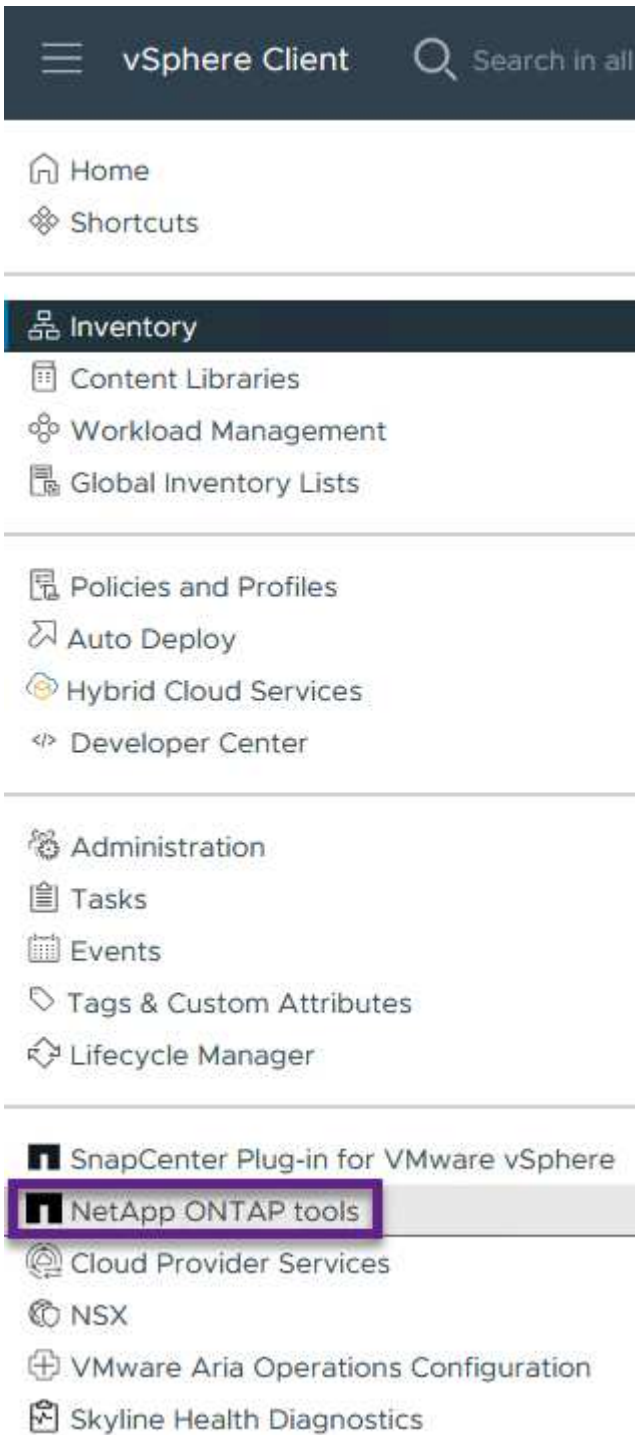 vSphere Client
Search in all
Home
Shortcuts
Inventory
Content Libraries
Workload Management
Global Inventory Lists
Policies and Profiles
Auto Deploy
Hybrid Cloud Services
Developer Center
Administration
Tasks
Events
Tags & Custom Attributes
Lifecycle Manager
SnapCenter Plug-in for VMware vSphere
NetApp ONTAP tools
Cloud Provider Services
NSX
VMware Aria Operations Configuration
Skyline Health Diagnostics